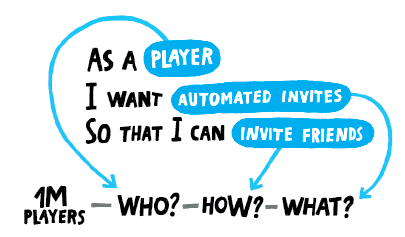 AS A PLAYER
I WANT AUTOMATED INVITES
SO THAT I CAN INVITE FRIENDS
1M
PLAYERS — WHO? — HOW? — WHAT?